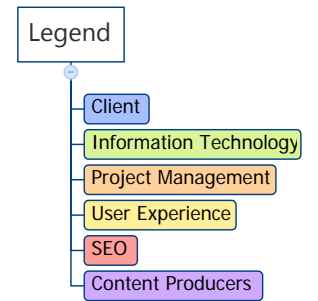 Legend
Client
Information Technology
Project Management
User Experience
SEO
Content Producers